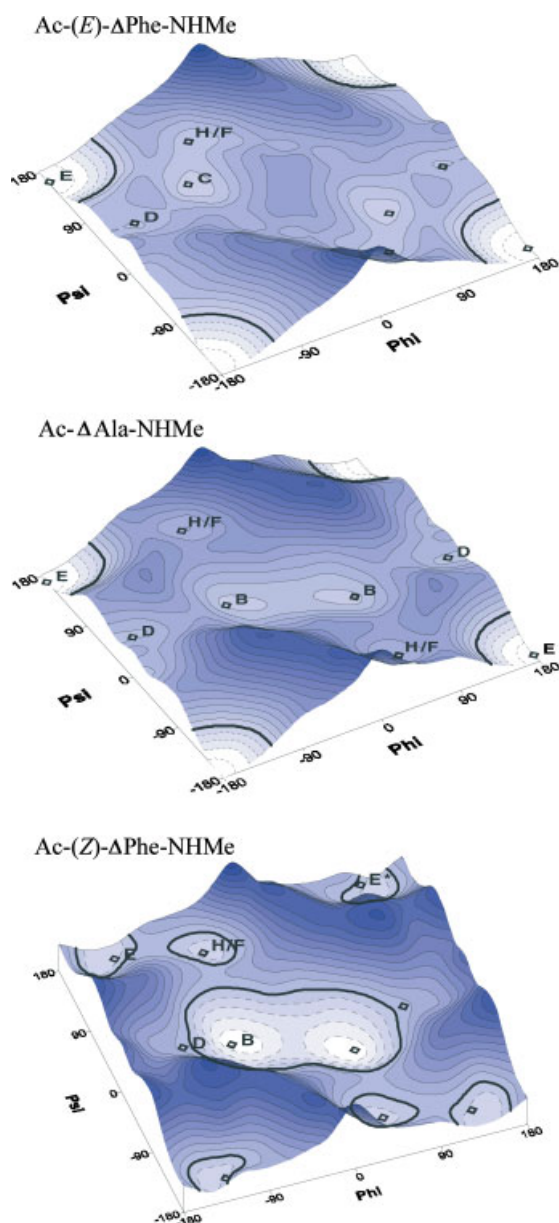 Ac-(E)-ΔPhe-NHMe
H/F
180
E
C
D
90
0
Psi
-90
-180
-180
-90
0
Phi
90
180
Ac-ΔAla-NHMe
H/F
D
180
E
B
B
D
90
H/F
E
0
Psi
-90
-180
-180
-90
0
Phi
90
180
Ac-(Z)-ΔPhe-NHMe
E*
H/F
E
180
D
B
90
Psi
0
-90
-180
-180
-90
0
Phi
90
180